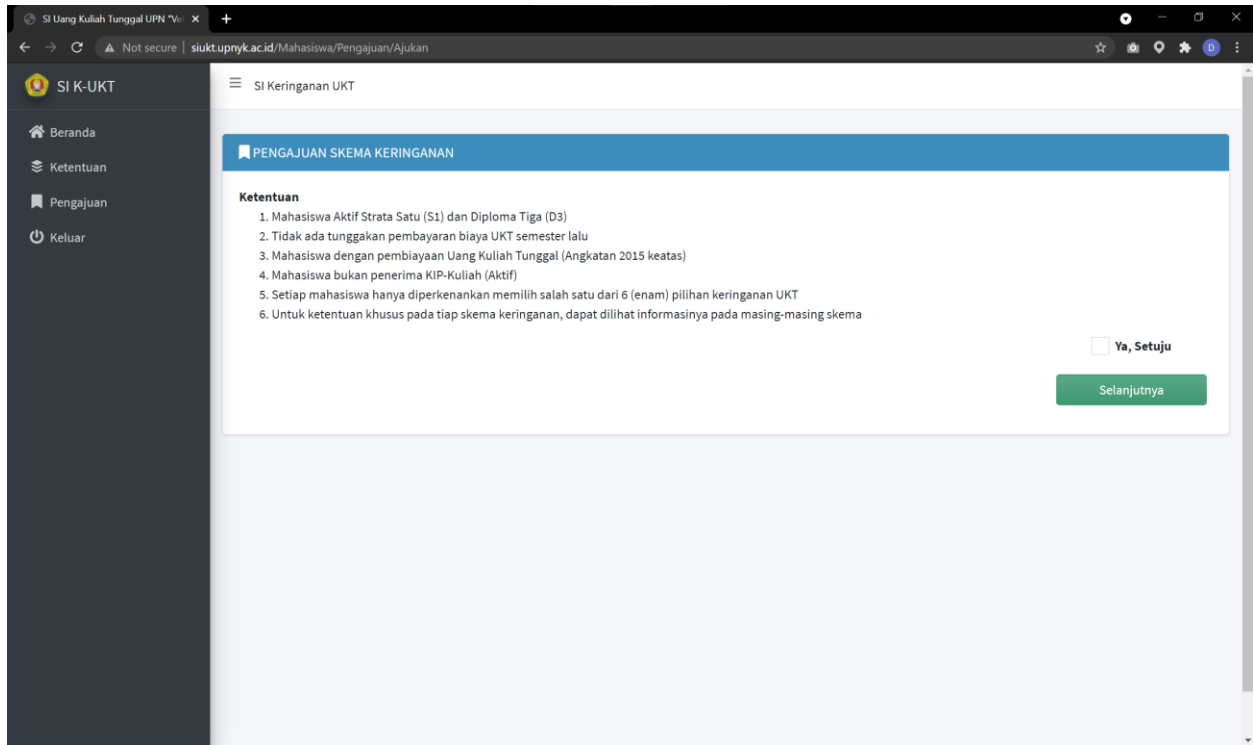 SI Uang Kuliah Tunggal UPN "Ve
Not secure | siukt.upnyk.ac.id/Mahasiswa/Pengajuan/Ajukan
D
SI K-UKT
SI Keringanan UKT
Beranda
Ketentuan
Pengajuan
Keluar
PENGAJUAN SKEMA KERINGANAN
Ketentuan
1. Mahasiswa Aktif Strata Satu (S1) dan Diploma Tiga (D3)
2. Tidak ada tunggakan pembayaran biaya UKT semester lalu
3. Mahasiswa dengan pembiayaan Uang Kuliah Tunggal (Angkatan 2015 keatas)
4. Mahasiswa bukan penerima KIP-Kuliah (Aktif)
5. Setiap mahasiswa hanya diperkenankan memilih salah satu dari 6 (enam) pilihan keringanan UKT
6. Untuk ketentuan khusus pada tiap skema keringanan, dapat dilihat informasinya pada masing-masing skema
Ya, Setuju
Selanjutnya